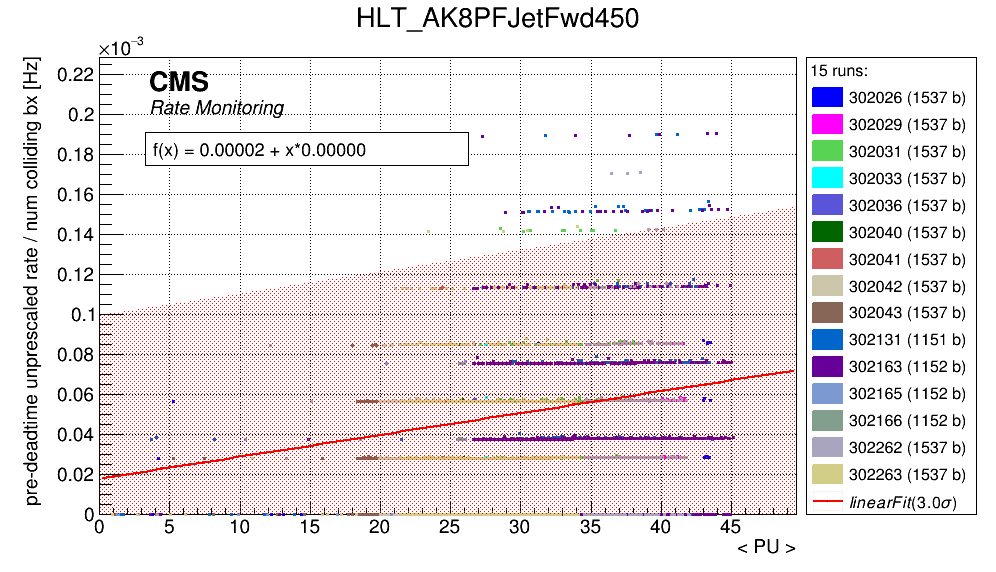 HLT_AK8PFJetFwd450
×10⁻³
pre-deadtime unprescaled rate / num colliding bx [Hz]
0.22
0.2
0.18
0.16
0.14
0.12
0.1
0.08
0.06
0.04
0.02
0
CMS
Rate Monitoring
f(x) = 0.00002 + x*0.00000
0 5 10 15 20 25 30 35 40 45
< PU >
15 runs:
302026 (1537 b)
302029 (1537 b)
302031 (1537 b)
302033 (1537 b)
302036 (1537 b)
302040 (1537 b)
302041 (1537 b)
302042 (1537 b)
302043 (1537 b)
302131 (1151 b)
302163 (1152 b)
302165 (1152 b)
302166 (1152 b)
302262 (1537 b)
302263 (1537 b)
linearFit(3.0σ)